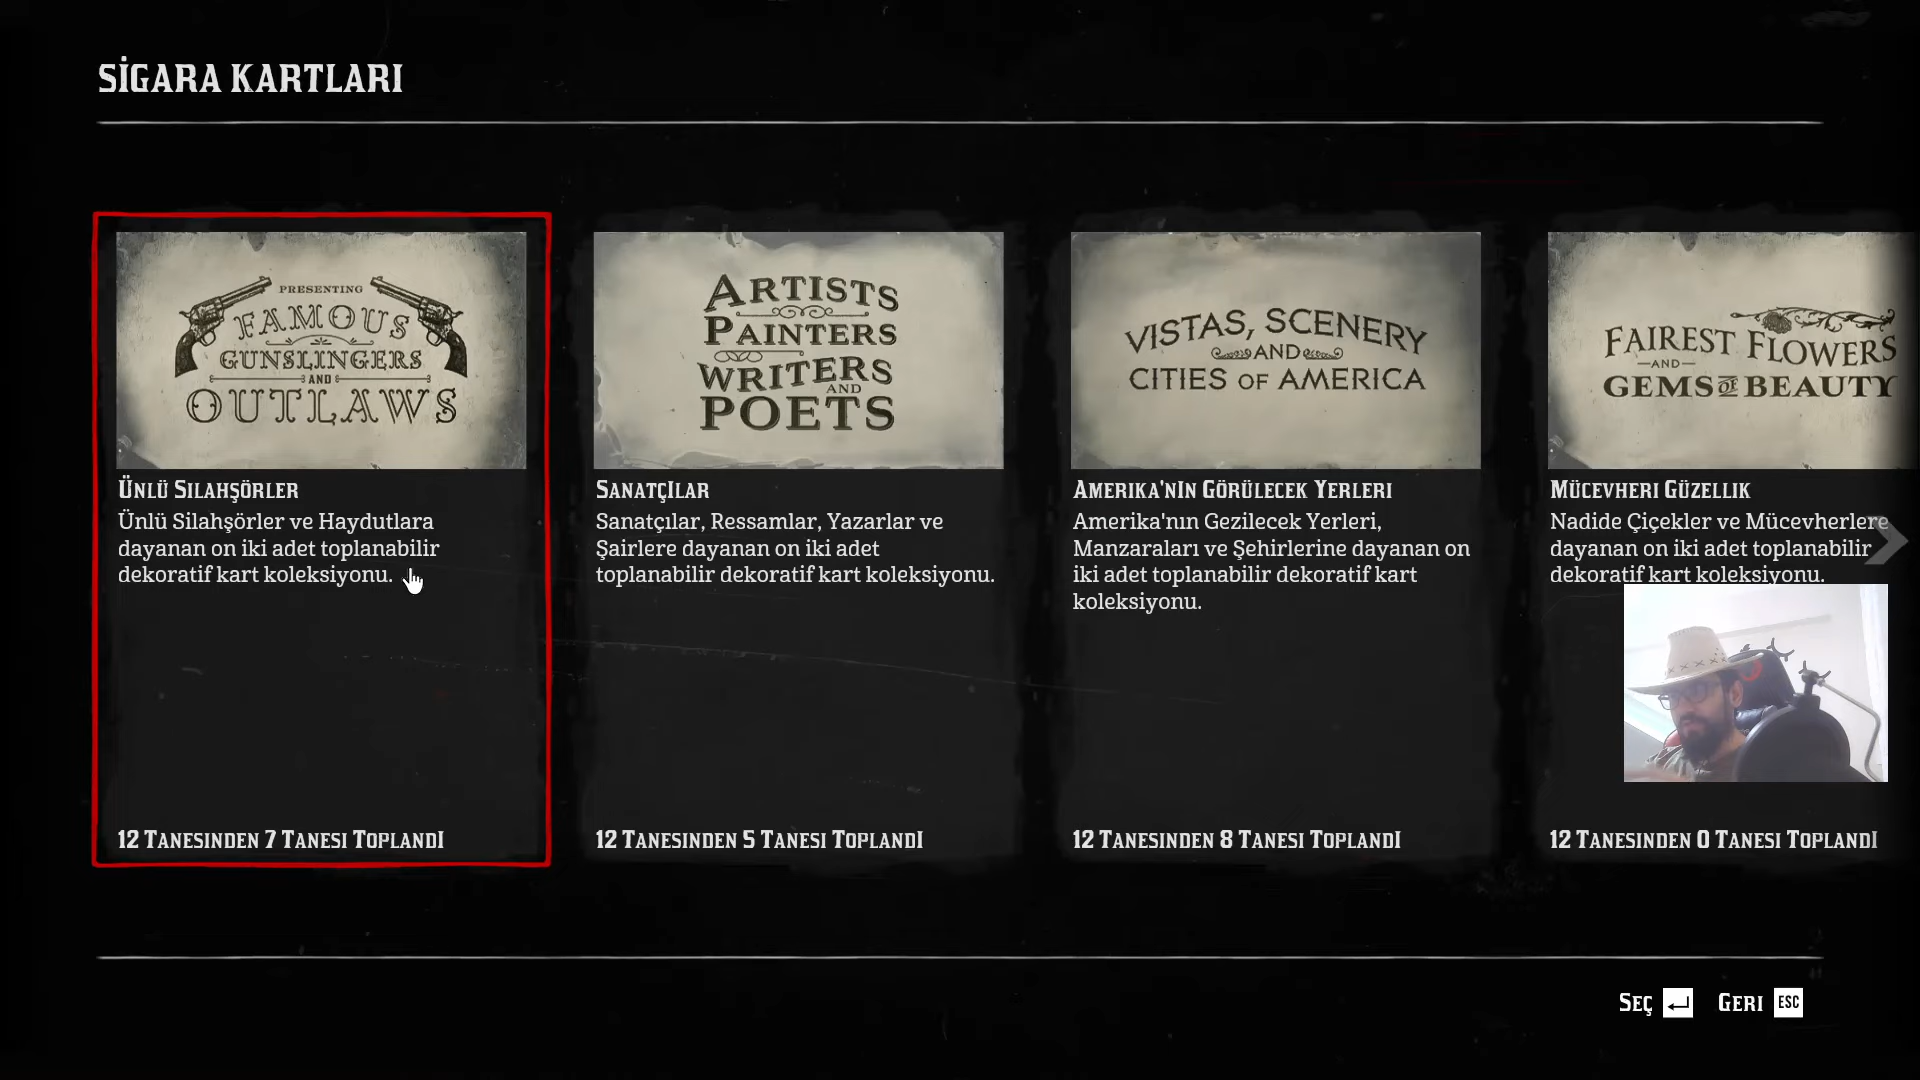 SİGARA KARTLARI
PRESENTING
FAMOUS
GUNSLINGERS
AND
OUTLAWS
ÜNLÜ SILAHŞÖRLER
Ünlü Silahşörler ve Haydutlara
dayanan on iki adet toplanabilir
dekoratif kart koleksiyonu.
12 TANESINDEN 7 TANESI TOPLANDI
ARTISTS
PAINTERS
WRITERS
AND
POETS
SANATÇILAR
Sanatçılar, Ressamlar, Yazarlar ve
Şairlere dayanan on iki adet
toplanabilir dekoratif kart koleksiyonu.
12 TANESINDEN 5 TANESI TOPLANDI
VISTAS, SCENERY
AND
CITIES OF AMERICA
AMERIKA'NIN GÖRÜLECEK YERLERI
Amerika'nın Gezilecek Yerleri,
Manzaraları ve Şehirlerine dayanan on
iki adet toplanabilir dekoratif kart
koleksiyonu.
12 TANESINDEN 8 TANESI TOPLANDI
FAIREST FLOWERS
AND
GEMS OF BEAUTY
MÜCEVHERI GÜZELLIK
Nadide Çiçekler ve Mücevherlere
dayanan on iki adet toplanabilir
dekoratif kart koleksiyonu.
12 TANESINDEN 0 TANESI TOPLANDI
SEÇ GERI ESC